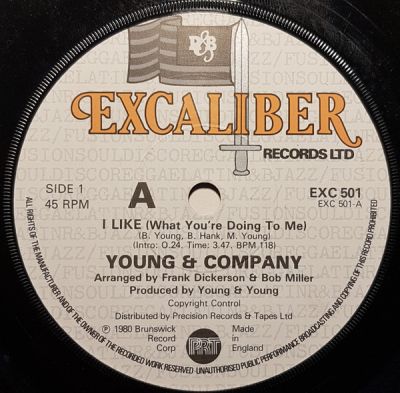 R&B
EXCALIBER
RECORDS LTD
SIDE 1
45 RPM
A
EXC 501
EXC 501-A
I LIKE (What You're Doing To Me)
(B. Young, B. Hank, M. Young)
(Intro: 0.24, Time: 3.47, BPM 118)
YOUNG & COMPANY
Arranged by Frank Dickerson & Bob Miller
Produced by Young & Young
Copyright Control
Distributed by Precision Records & Tapes Ltd
Ⓟ 1980 Brunswick
Record
Corp
PRT
Made in
England
ALL RIGHTS OF THE MANUFACTURER AND OF THE OWNER OF THE RECORDED WORK RESERVED · UNAUTHORISED PUBLIC PERFORMANCE BROADCASTING AND COPYING OF THIS RECORD PROHIBITED